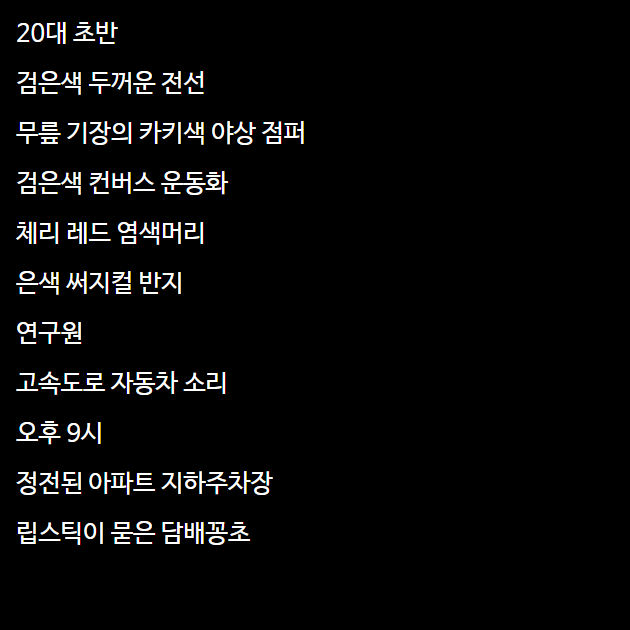 20대 초반
검은색 두꺼운 전선
무릎 기장의 카키색 야상 점퍼
검은색 컨버스 운동화
체리 레드 염색머리
은색 써지컬 반지
연구원
고속도로 자동차 소리
오후 9시
정전된 아파트 지하주차장
립스틱이 묻은 담배꽁초